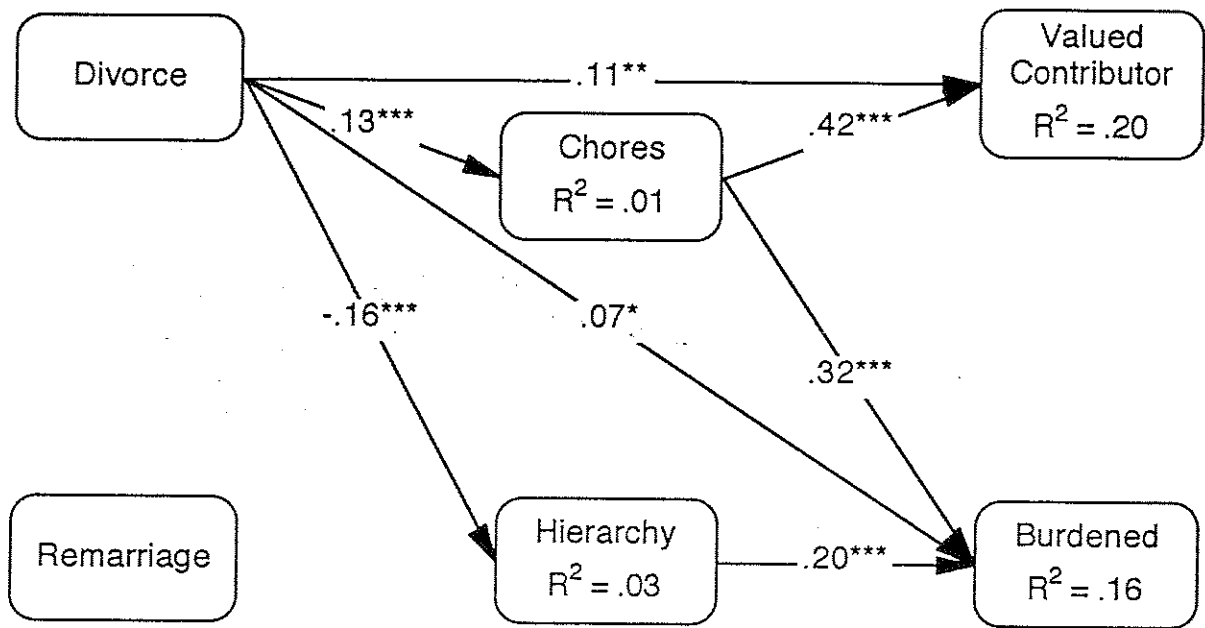 Divorce
.11**
Valued
Contributor
R² = .20
.13***
.42***
Chores
R² = .01
-.16***
.07*
.32***
Remarriage
Hierarchy
R² = .03
.20***
Burdened
R² = .16